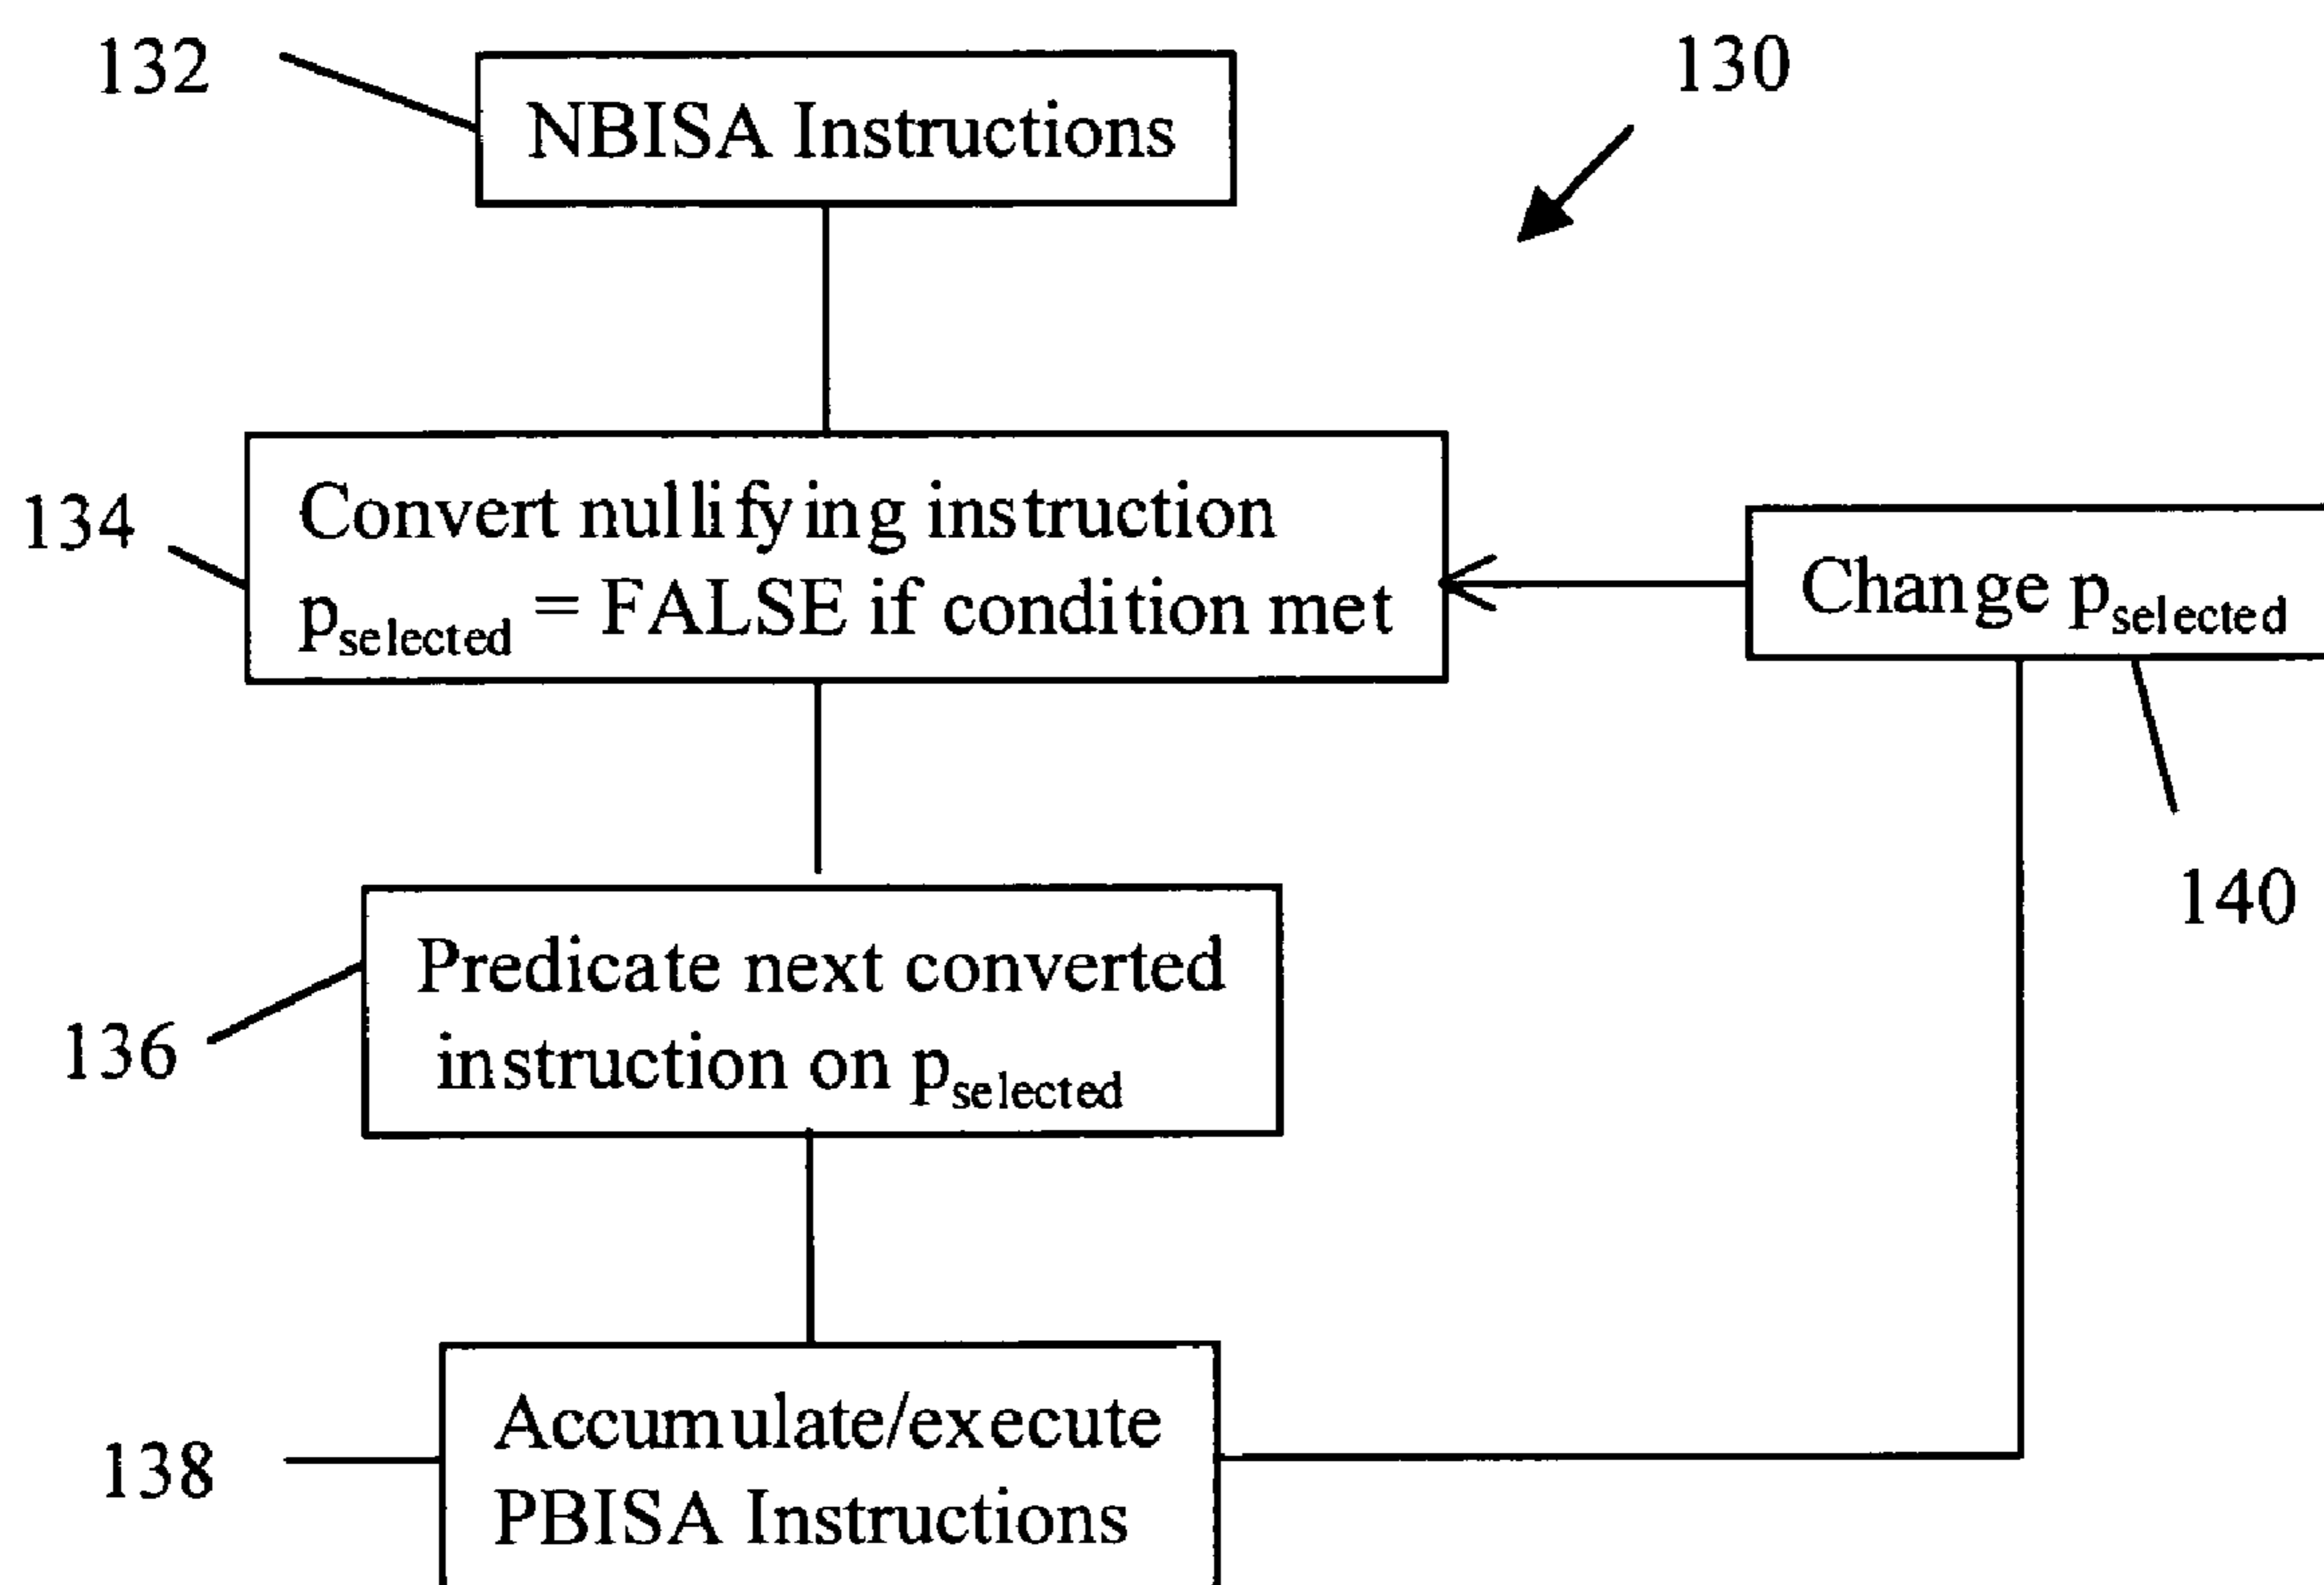 132
130
NBISA Instructions
134
Convert nullifying instruction
pselected = FALSE if condition met
Change pselected
140
136
Predicate next converted
instruction on pselected
138
Accumulate/execute
PBISA Instructions